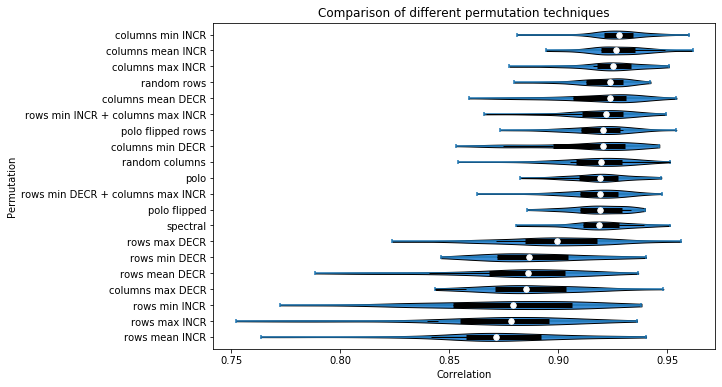 Comparison of different permutation techniques
Permutation
columns min INCR
columns mean INCR
columns max INCR
random rows
columns mean DECR
rows min INCR + columns max INCR
polo flipped rows
columns min DECR
random columns
polo
rows min DECR + columns max INCR
polo flipped
spectral
rows max DECR
rows min DECR
rows mean DECR
columns max DECR
rows min INCR
rows max INCR
rows mean INCR
0.75 0.80 0.85 0.90 0.95
Correlation